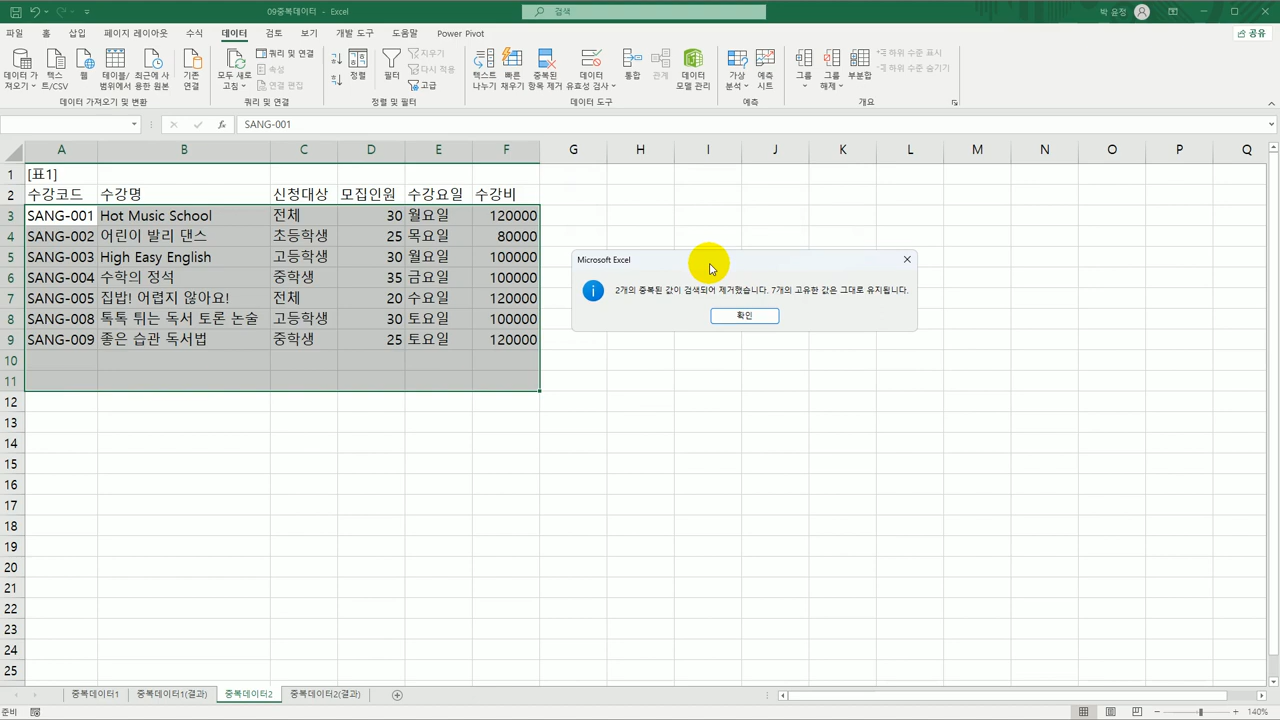 09중복데이터 - Excel
검색
박 윤정
파일 홈 삽입 페이지 레이아웃 수식 데이터 검토 보기 개발 도구 도움말 Power Pivot 공유
데이터 가져오기 텍스트/CSV 웹 테이블/범위에서 최근에 사용한 원본 기존 연결
모두 새로 고침 쿼리 및 연결 속성 연결 편집
정렬 필터 지우기 다시 적용 고급
텍스트 나누기 빠른 채우기 중복된 항목 제거 데이터 유효성 검사 통합 관계 데이터 모델 관리
가상 분석 예측 시트
그룹 그룹 해제 부분합 하위 수준 표시 하위 수준 숨기기
데이터 가져오기 및 변환 쿼리 및 연결 정렬 및 필터 데이터 도구 예측 개요
fx SANG-001
A B C D E F G H I J K L M N O P Q
1 [표1]
2 수강코드 수강명 신청대상 모집인원 수강요일 수강비
3 SANG-001 Hot Music School 전체 30 월요일 120000
4 SANG-002 어린이 발리 댄스 초등학생 25 목요일 80000
5 SANG-003 High Easy English 고등학생 30 월요일 100000
6 SANG-004 수학의 정석 중학생 35 금요일 100000
7 SANG-005 집밥! 어렵지 않아요! 전체 20 수요일 120000
8 SANG-008 톡톡 튀는 독서 토론 논술 고등학생 30 토요일 100000
9 SANG-009 좋은 습관 독서법 중학생 25 토요일 120000
10
11
12
13
14
15
16
17
18
19
20
21
22
23
24
25
Microsoft Excel
2개의 중복된 값이 검색되어 제거했습니다. 7개의 고유한 값은 그대로 유지됩니다.
확인
중복데이터1 중복데이터1(결과) 중복데이터2 중복데이터2(결과)
준비 140%